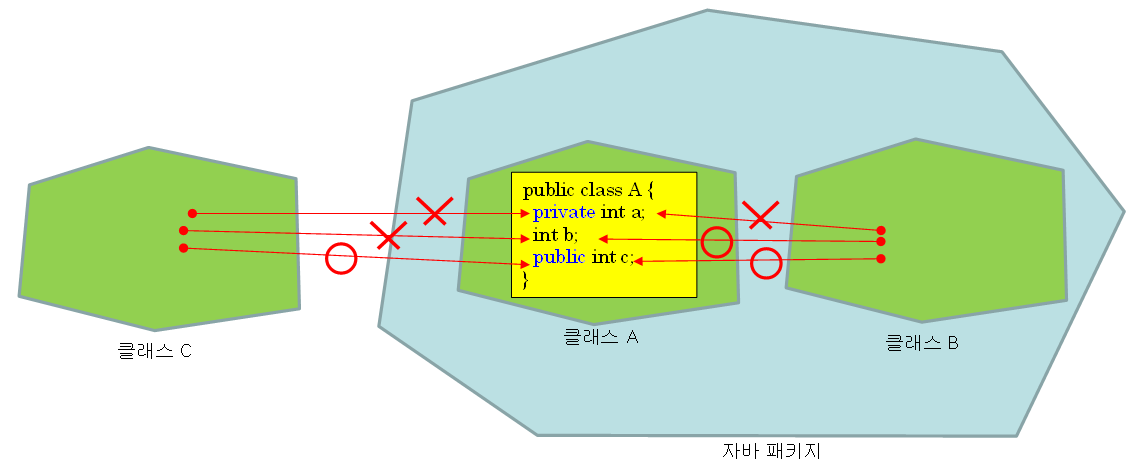 public class A {
private int a;
int b;
public int c;
}
클래스 C
클래스 A
클래스 B
자바 패키지